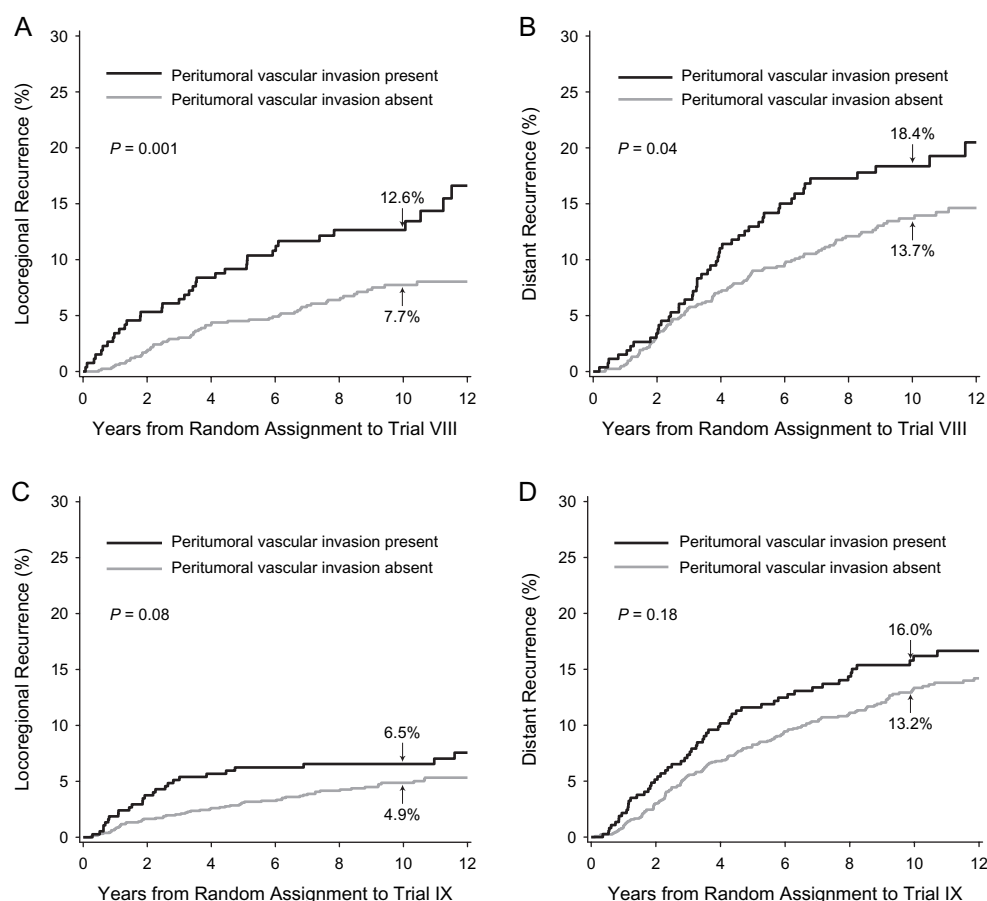 A
Locoregional Recurrence (%)
30
25
20
15
10
5
0
Peritumoral vascular invasion present
Peritumoral vascular invasion absent
P = 0.001
12.6%
7.7%
0 2 4 6 8 10 12
Years from Random Assignment to Trial VIII
B
Distant Recurrence (%)
30
25
20
15
10
5
0
Peritumoral vascular invasion present
Peritumoral vascular invasion absent
P = 0.04
18.4%
13.7%
0 2 4 6 8 10 12
Years from Random Assignment to Trial VIII
C
Locoregional Recurrence (%)
30
25
20
15
10
5
0
Peritumoral vascular invasion present
Peritumoral vascular invasion absent
P = 0.08
6.5%
4.9%
0 2 4 6 8 10 12
Years from Random Assignment to Trial IX
D
Distant Recurrence (%)
30
25
20
15
10
5
0
Peritumoral vascular invasion present
Peritumoral vascular invasion absent
P = 0.18
16.0%
13.2%
0 2 4 6 8 10 12
Years from Random Assignment to Trial IX